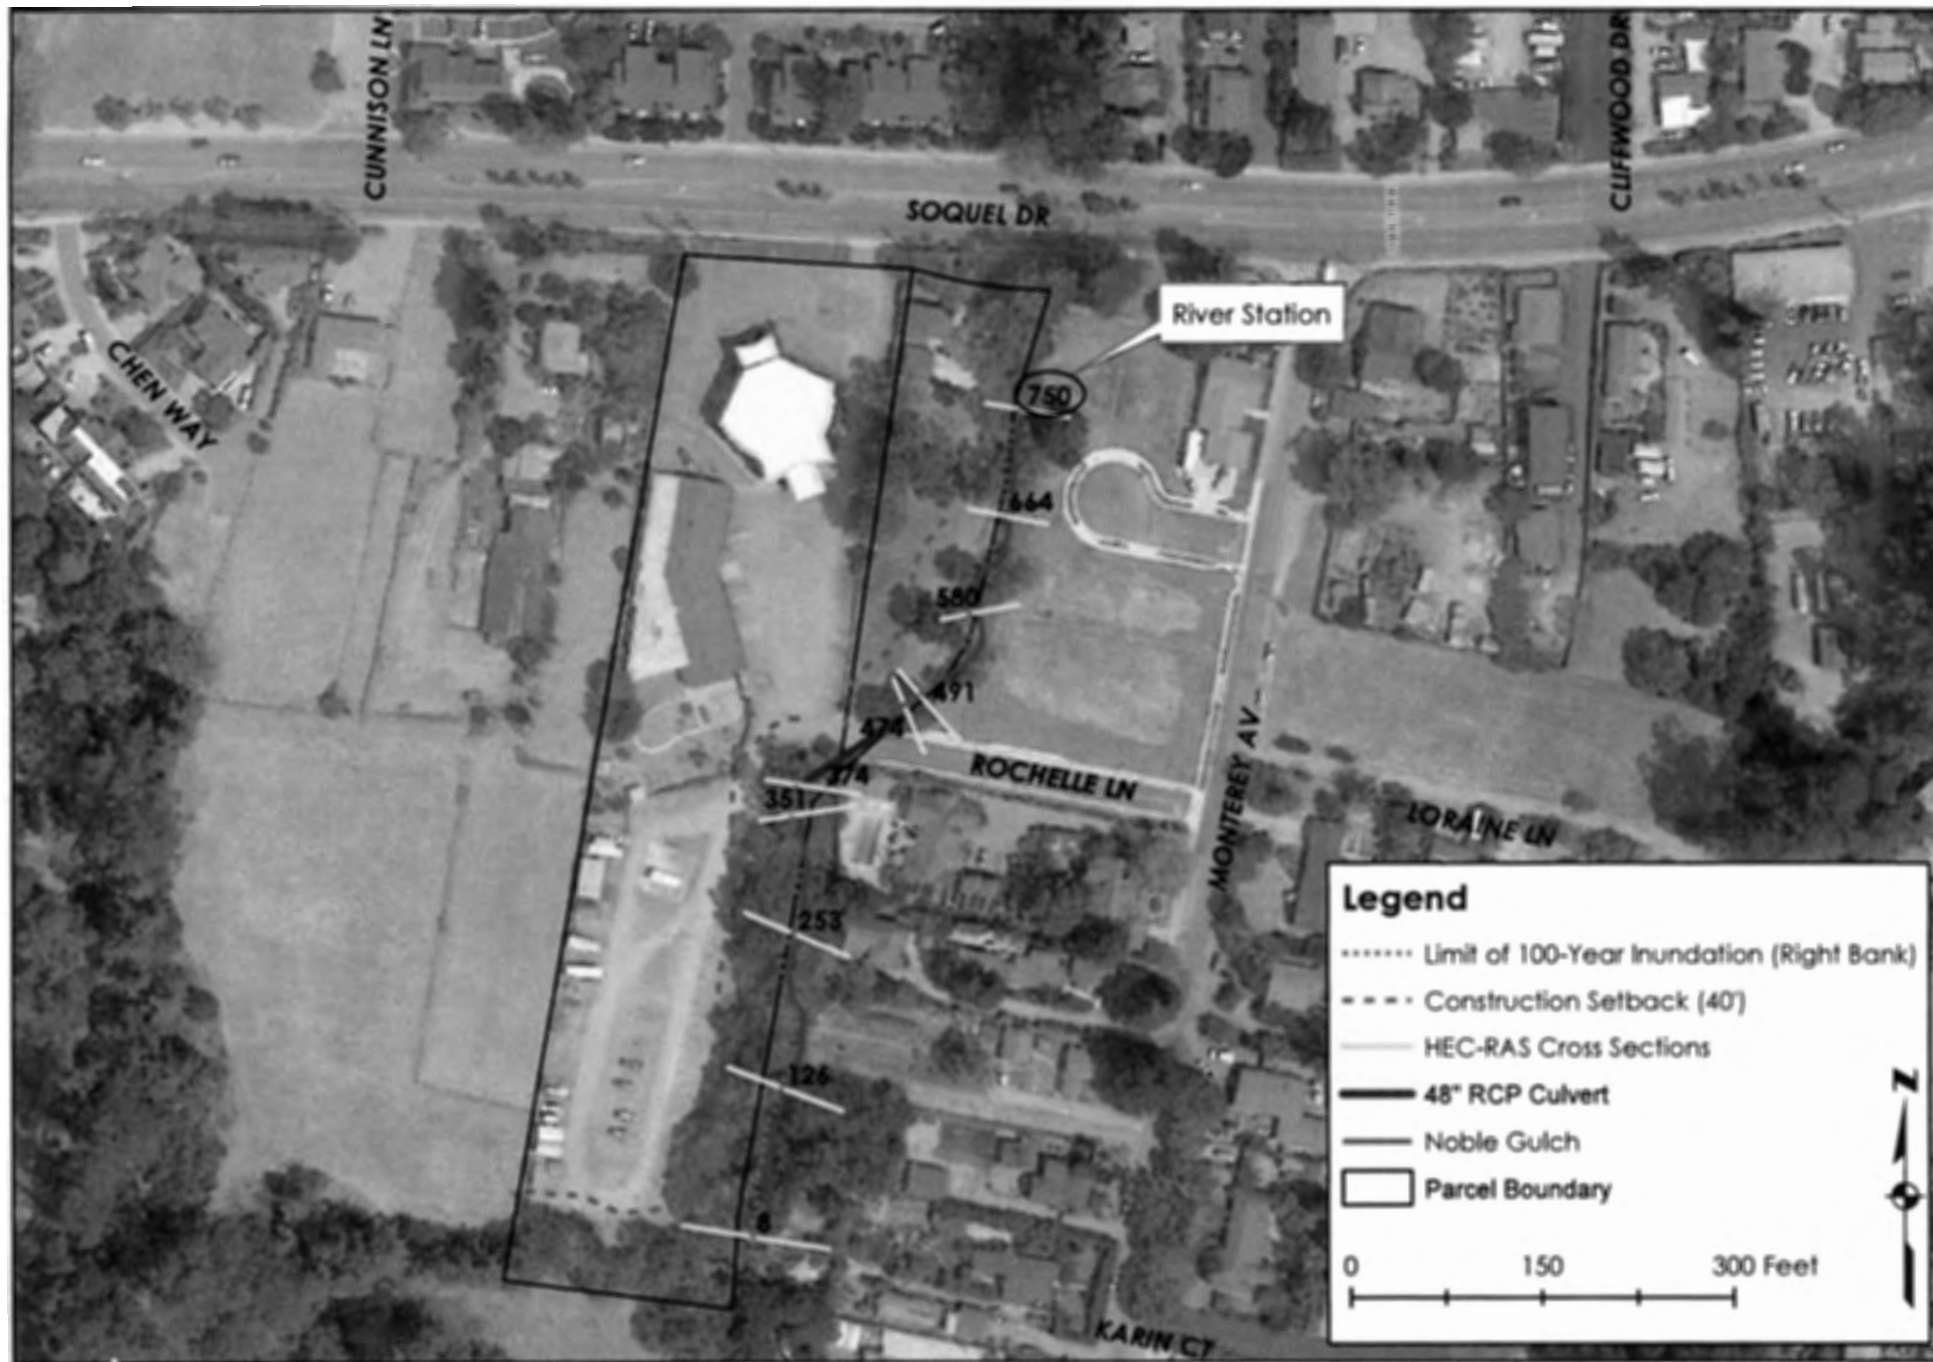 CUNNISON LN
CLIFFWOOD DR
SOQUEL DR
River Station
CHEN WAY
750
664
580
491
474
374
351
ROCHELLE LN
MONTEREY AV
LORAINE LN
253
126
8
KARIN CT
Legend
Limit of 100-Year Inundation (Right Bank)
Construction Setback (40')
HEC-RAS Cross Sections
48" RCP Culvert
Noble Gulch
Parcel Boundary
N
0 150 300 Feet